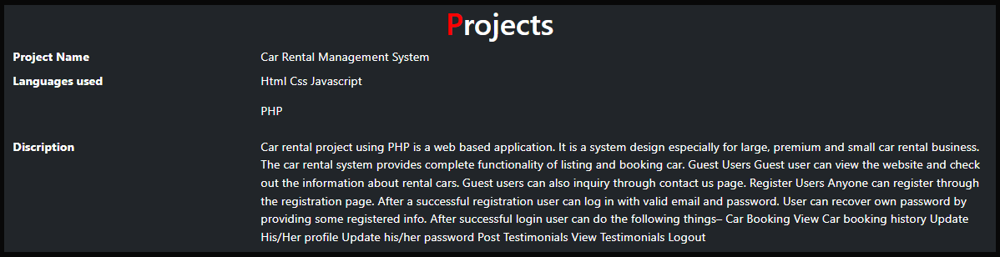 Projects
Project Name Car Rental Management System
Languages used Html Css Javascript
PHP
Discription Car rental project using PHP is a web based application. It is a system design especially for large, premium and small car rental business.
The car rental system provides complete functionality of listing and booking car. Guest Users Guest user can view the website and check
out the information about rental cars. Guest users can also inquiry through contact us page. Register Users Anyone can register through
the registration page. After a successful registration user can log in with valid email and password. User can recover own password by
providing some registered info. After successful login user can do the following things– Car Booking View Car booking history Update
His/Her profile Update his/her password Post Testimonials View Testimonials Logout